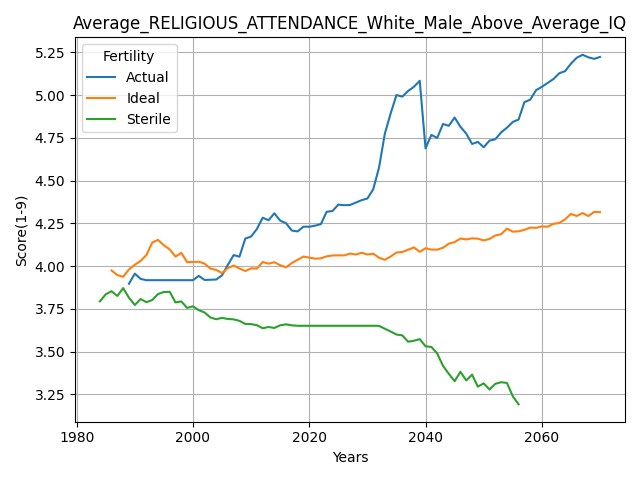 Average_RELIGIOUS_ATTENDANCE_White_Male_Above_Average_IQ
Fertility
Actual
Ideal
Sterile
Score(1-9)
5.25
5.00
4.75
4.50
4.25
4.00
3.75
3.50
3.25
1980 2000 2020 2040 2060
Years